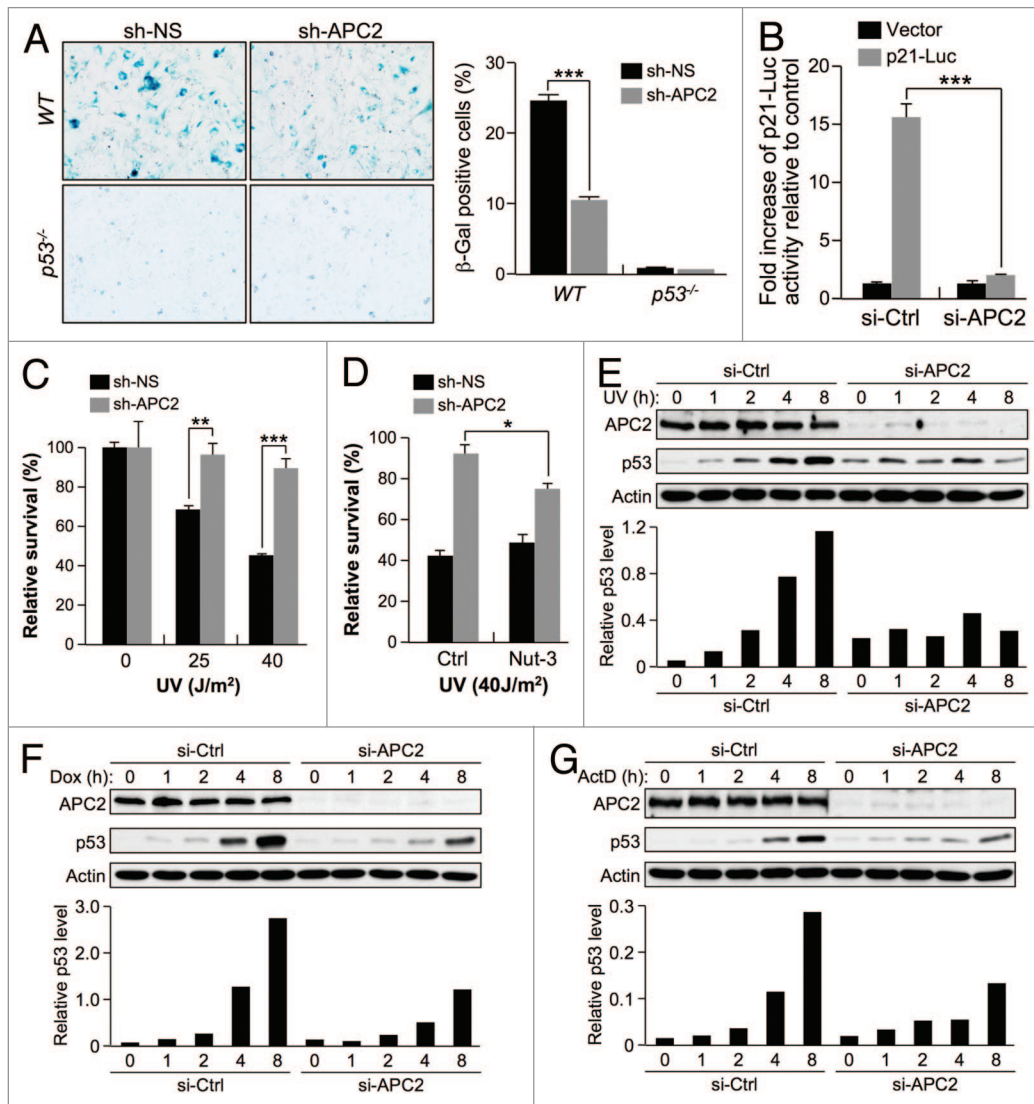 A
sh-NS
sh-APC2
WT
p53-/-
β-Gal positive cells (%)
sh-NS
sh-APC2
***
30
20
10
0
WT
p53-/-
B
Vector
p21-Luc
Fold increase of p21-Luc
activity relative to control
***
20
15
10
5
0
si-Ctrl
si-APC2
C
sh-NS
sh-APC2
Relative survival (%)
**
***
100
80
60
40
20
0
0 25 40
UV (J/m²)
D
sh-NS
sh-APC2
Relative survival (%)
*
100
80
60
40
20
0
Ctrl Nut-3
UV (40J/m²)
E
si-Ctrl si-APC2
UV (h): 0 1 2 4 8 0 1 2 4 8
APC2
p53
Actin
Relative p53 level
1.2
0.8
0.4
0
0 1 2 4 8 0 1 2 4 8
si-Ctrl si-APC2
F
si-Ctrl si-APC2
Dox (h): 0 1 2 4 8 0 1 2 4 8
APC2
p53
Actin
Relative p53 level
3.0
2.0
1.0
0
0 1 2 4 8 0 1 2 4 8
si-Ctrl si-APC2
G
si-Ctrl si-APC2
ActD (h): 0 1 2 4 8 0 1 2 4 8
APC2
p53
Actin
Relative p53 level
0.3
0.2
0.1
0
0 1 2 4 8 0 1 2 4 8
si-Ctrl si-APC2